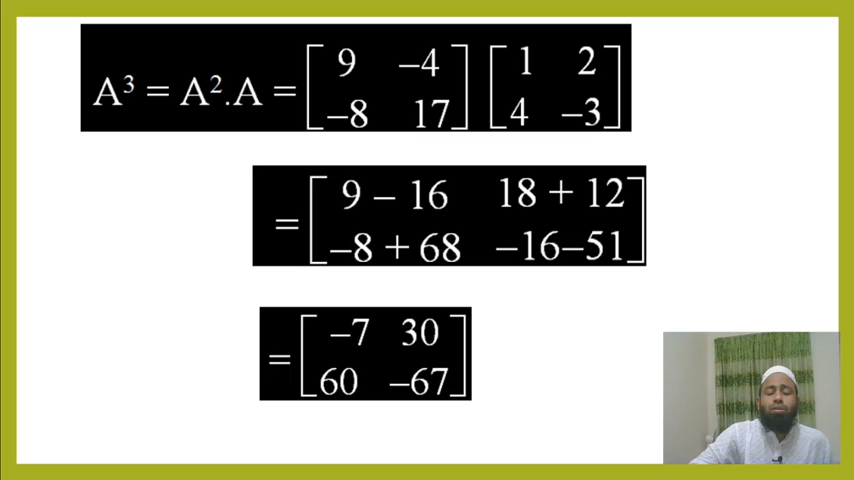 A³ = A².A = [ 9 –4 ] [ 1 2 ]
[ –8 17 ] [ 4 –3 ]
= [ 9 – 16 18 + 12 ]
[ –8 + 68 –16–51 ]
= [ –7 30 ]
[ 60 –67 ]